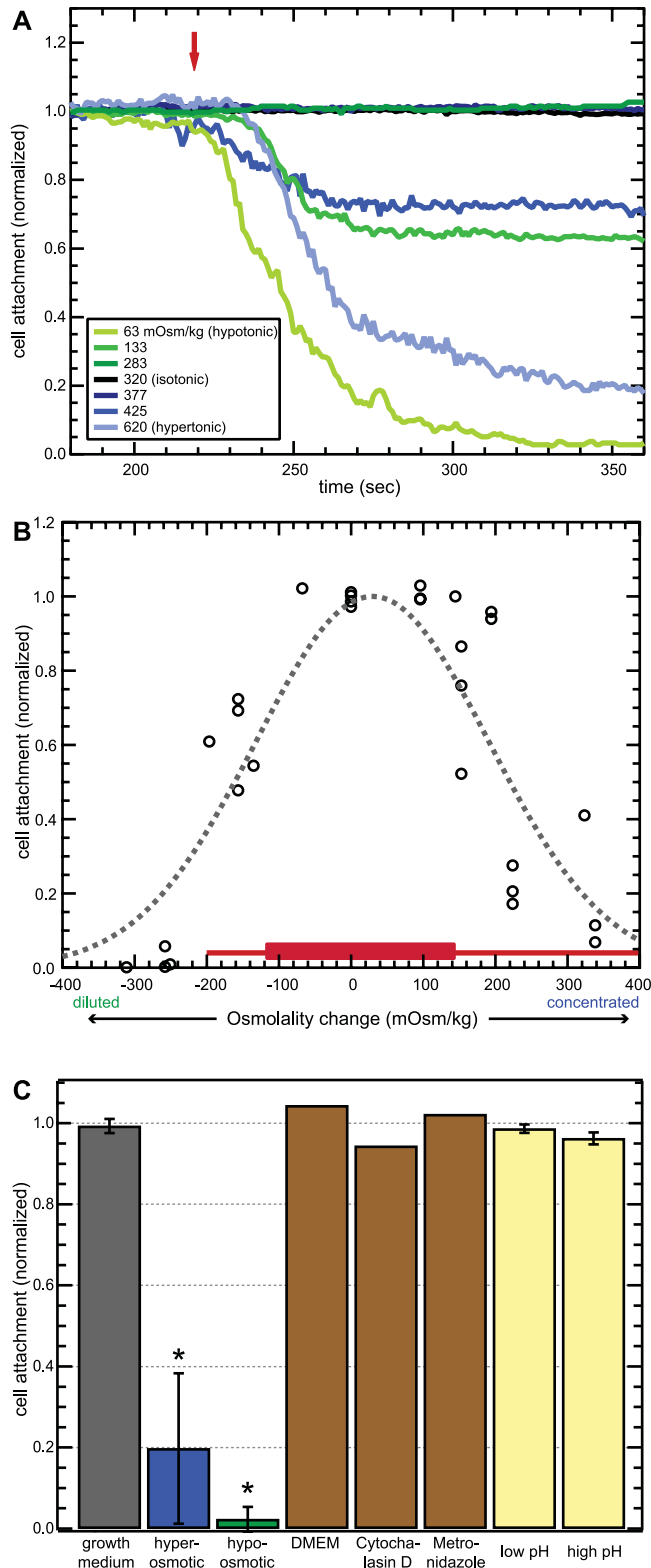 A
1.2
1.0
0.8
0.6
0.4
0.2
0.0
cell attachment (normalized)
63 mOsm/kg (hypotonic)
133
283
320 (isotonic)
377
425
620 (hypertonic)
200
250
300
350
time (sec)
B
1.2
1.0
0.8
0.6
0.4
0.2
0.0
cell attachment (normalized)
-400
-300
-200
-100
0
100
200
300
400
diluted
concentrated
Osmolality change (mOsm/kg)
C
1.0
0.8
0.6
0.4
0.2
0.0
cell attachment (normalized)
*
*
growth
medium
hyper-
osmotic
hypo-
osmotic
DMEM
Cytocha-
lasin D
Metro-
nidazole
low pH
high pH